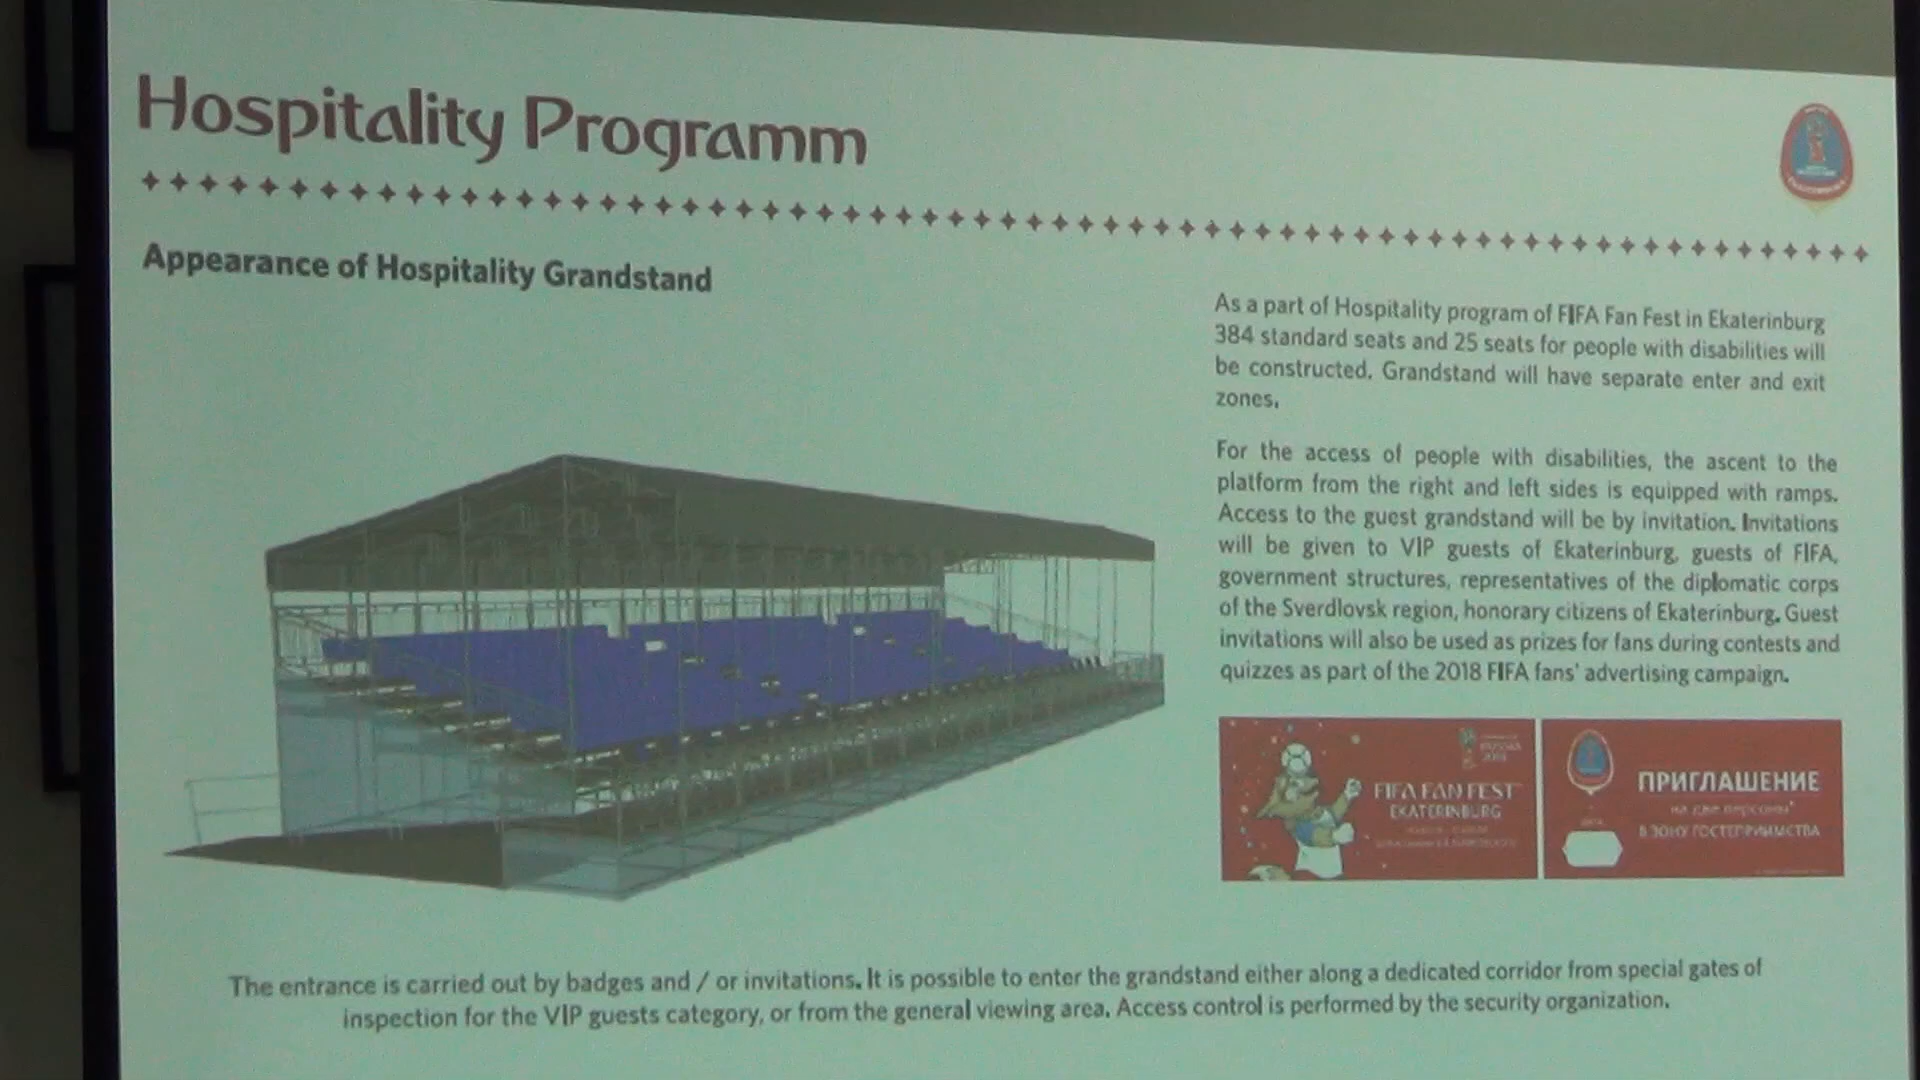 Hospitality Programm
Appearance of Hospitality Grandstand
As a part of Hospitality program of FIFA Fan Fest in Ekaterinburg
384 standard seats and 25 seats for people with disabilities will
be constructed. Grandstand will have separate enter and exit
zones.
For the access of people with disabilities, the ascent to the
platform from the right and left sides is equipped with ramps.
Access to the guest grandstand will be by invitation. Invitations
will be given to VIP guests of Ekaterinburg, guests of FIFA,
government structures, representatives of the diplomatic corps
of the Sverdlovsk region, honorary citizens of Ekaterinburg. Guest
invitations will also be used as prizes for fans during contests and
quizzes as part of the 2018 FIFA fans' advertising campaign.
RUSSIA
2018
FIFA FAN FEST
EKATERINBURG
ПРИГЛАШЕНИЕ
на две персоны*
В ЗОНУ ГОСТЕПРИИМСТВА
The entrance is carried out by badges and / or invitations. It is possible to enter the grandstand either along a dedicated corridor from special gates of
inspection for the VIP guests category, or from the general viewing area. Access control is performed by the security organization.